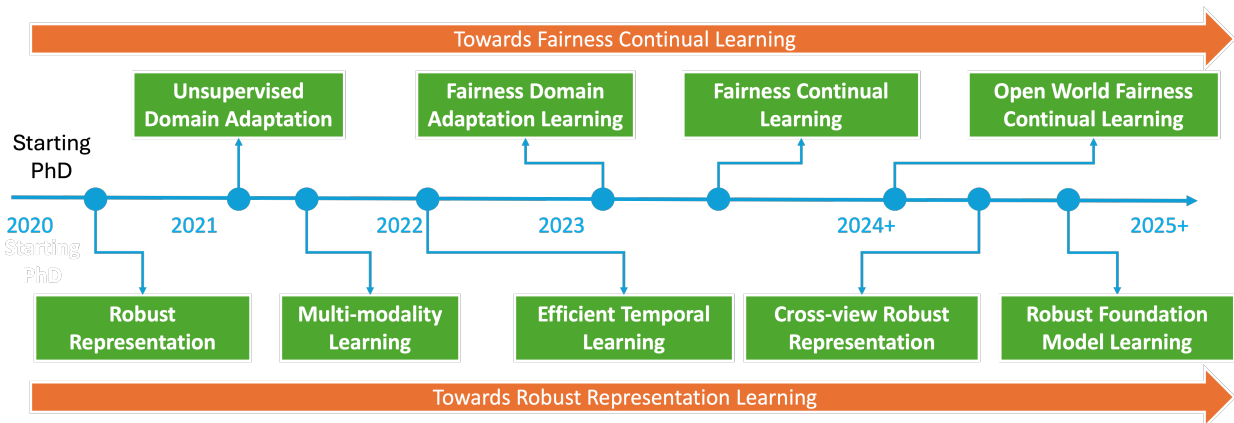 Towards Fairness Continual Learning
Unsupervised
Domain Adaptation
Fairness Domain
Adaptation Learning
Fairness Continual
Learning
Open World Fairness
Continual Learning
Starting
PhD
2020
2021
2022
2023
2024+
2025+
Starting
PhD
Robust
Representation
Multi-modality
Learning
Efficient Temporal
Learning
Cross-view Robust
Representation
Robust Foundation
Model Learning
Towards Robust Representation Learning